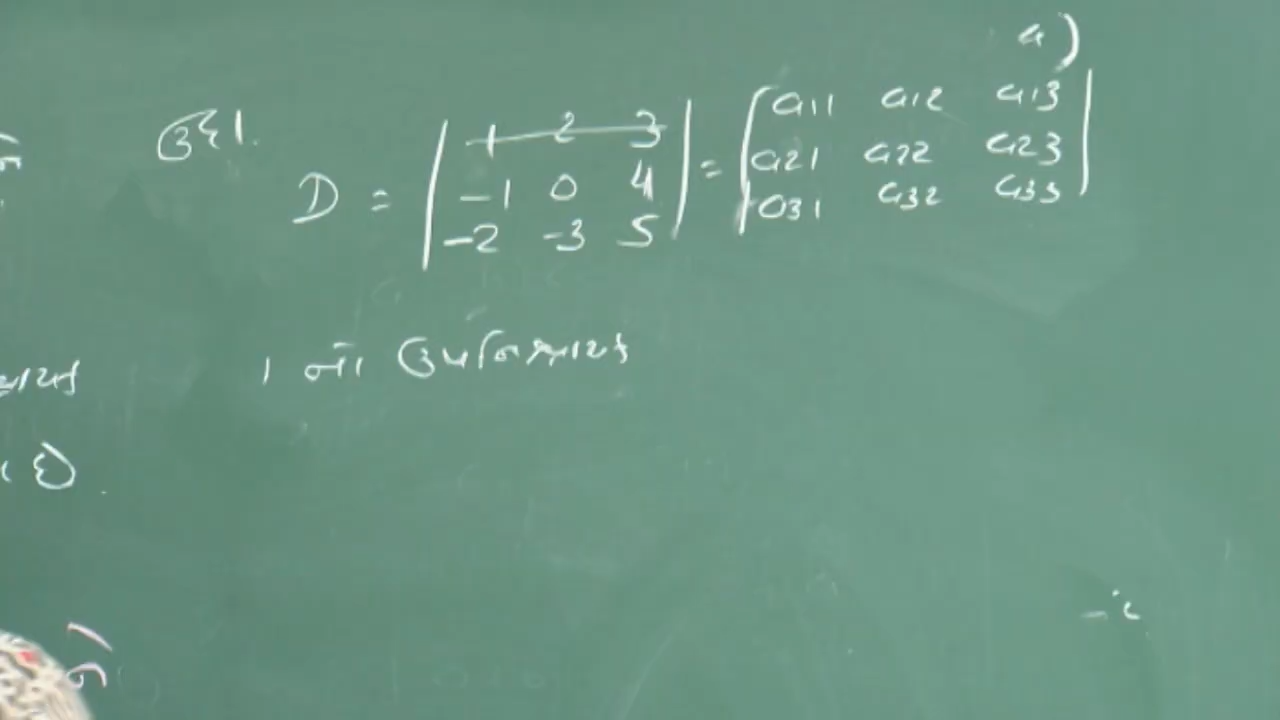 4)
ઉદા.
D = | 1 2 3 | = | a11 a12 a13 |
| -1 0 4 | | a21 a22 a23 |
| -2 -3 5 | | a31 a32 a33 |
1 નો ઉપનિશ્ચાયક